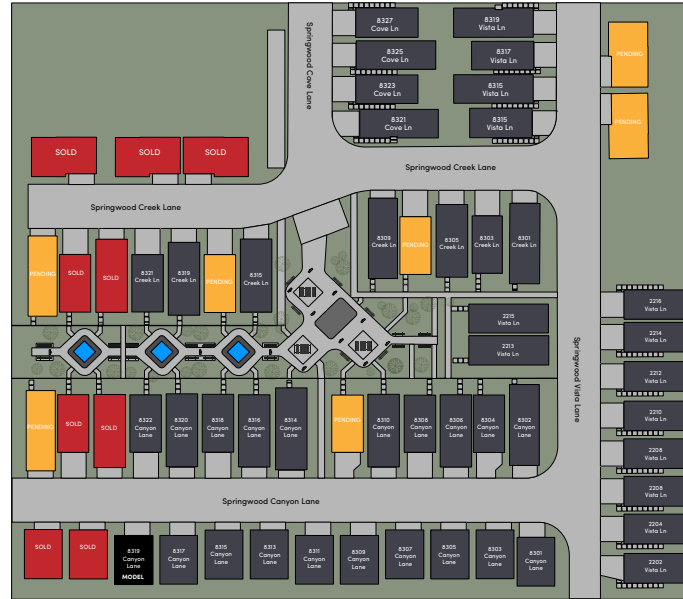 8327
Cove Ln
8319
Vista Ln
8325
Cove Ln
8317
Vista Ln
8323
Cove Ln
8315
Vista Ln
8321
Cove Ln
8315
Vista Ln
PENDING
PENDING
Springwood Cove Lane
SOLD
SOLD
SOLD
Springwood Creek Lane
Springwood Creek Lane
PENDING
SOLD
SOLD
8321
Creek Ln
8319
Creek Ln
PENDING
8315
Creek Ln
8309
Creek Ln
PENDING
8305
Creek Ln
8303
Creek Ln
8301
Creek Ln
2215
Vista Ln
2213
Vista Ln
Springwood Vista Lane
2216
Vista Ln
2214
Vista Ln
2212
Vista Ln
2210
Vista Ln
2208
Vista Ln
2208
Vista Ln
2204
Vista Ln
2202
Vista Ln
PENDING
SOLD
SOLD
8322
Canyon
Lane
8320
Canyon
Lane
8318
Canyon
Lane
8316
Canyon
Lane
8314
Canyon
Lane
PENDING
8310
Canyon
Lane
8308
Canyon
Lane
8306
Canyon
Lane
8304
Canyon
Lane
8302
Canyon
Lane
Springwood Canyon Lane
SOLD
SOLD
8319
Canyon
Lane
MODEL
8317
Canyon
Lane
8315
Canyon
Lane
8313
Canyon
Lane
8311
Canyon
Lane
8309
Canyon
Lane
8307
Canyon
Lane
8305
Canyon
Lane
8303
Canyon
Lane
8301
Canyon
Lane